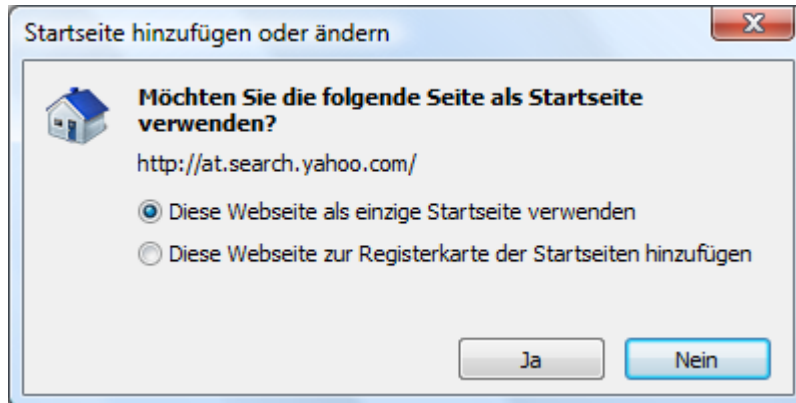 Startseite hinzufügen oder ändern
Möchten Sie die folgende Seite als Startseite
verwenden?
http://at.search.yahoo.com/
Diese Webseite als einzige Startseite verwenden
Diese Webseite zur Registerkarte der Startseiten hinzufügen
Ja
Nein